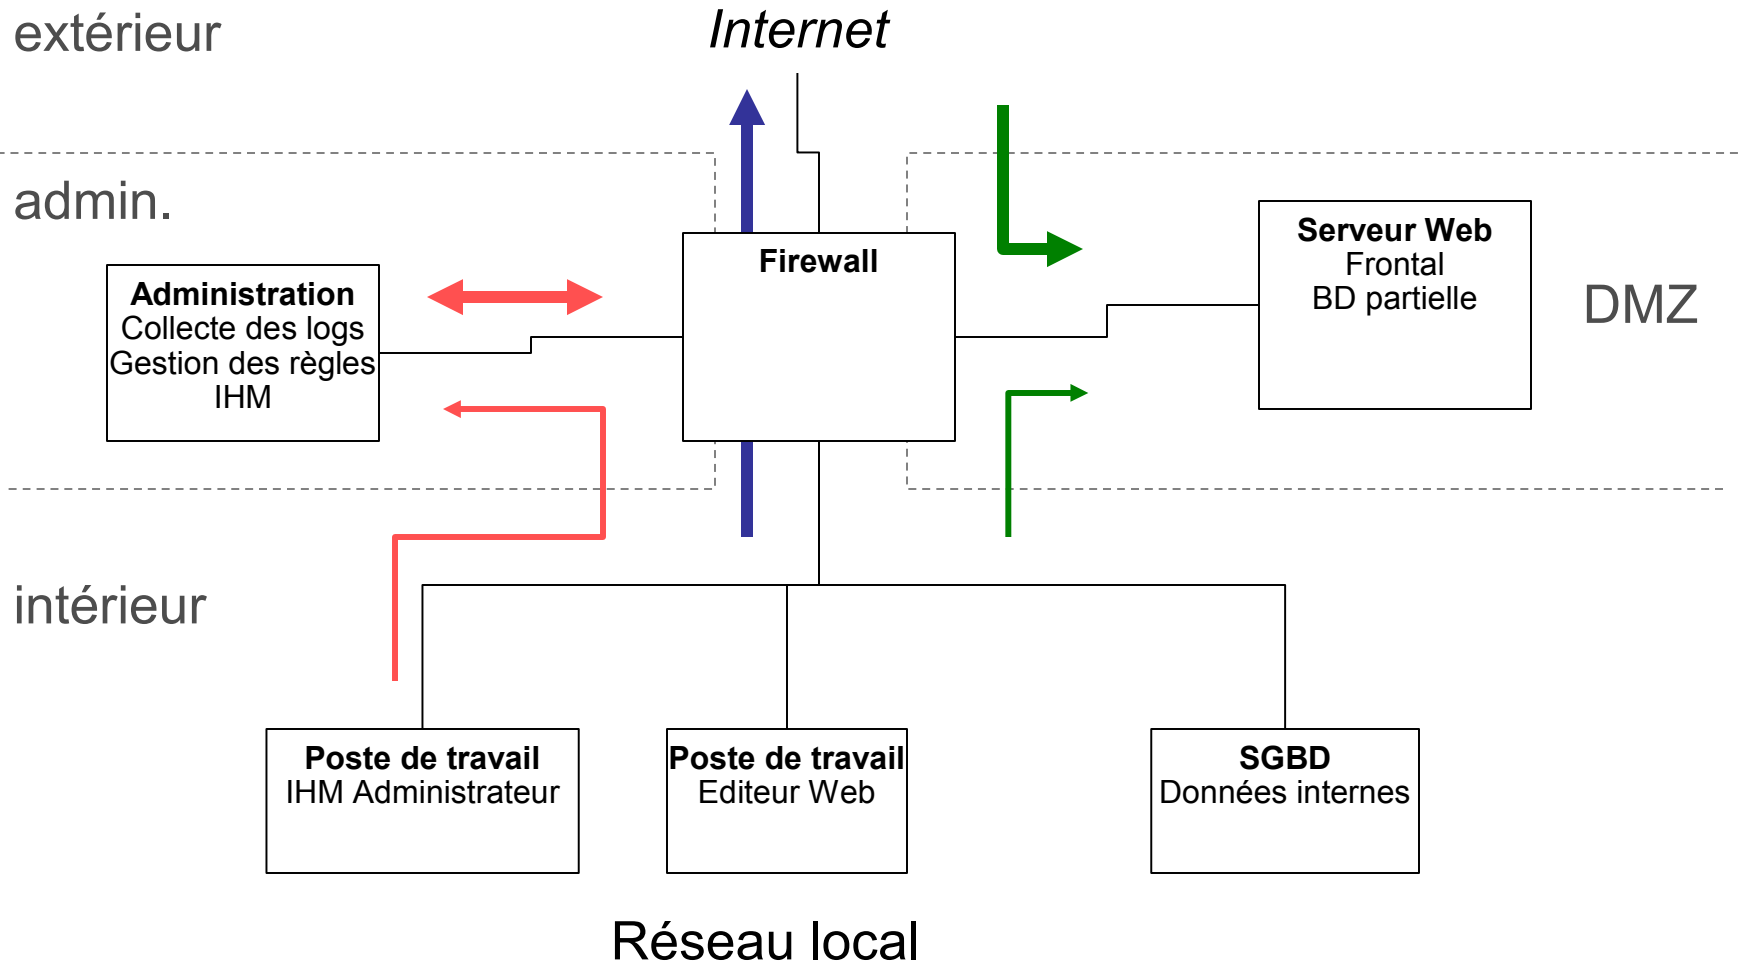 extérieur
Internet
admin.
Firewall
Serveur Web
Frontal
BD partielle
DMZ
Administration
Collecte des logs
Gestion des règles
IHM
intérieur
Poste de travail
IHM Administrateur
Poste de travail
Editeur Web
SGBD
Données internes
Réseau local